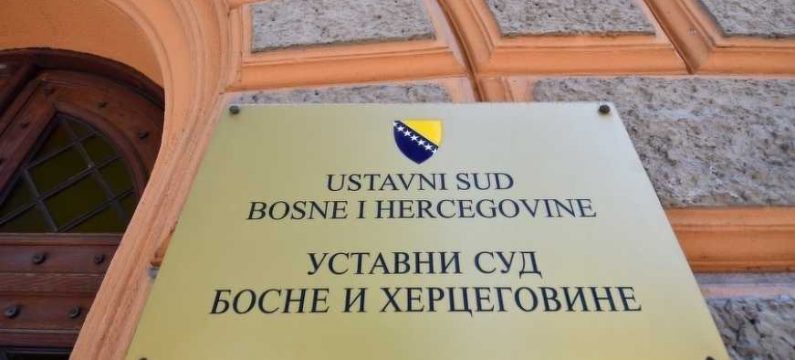 USTAVNI SUD
BOSNE I HERCEGOVINE
УСТАВНИ СУД
БОСНЕ И ХЕРЦЕГОВИНЕ